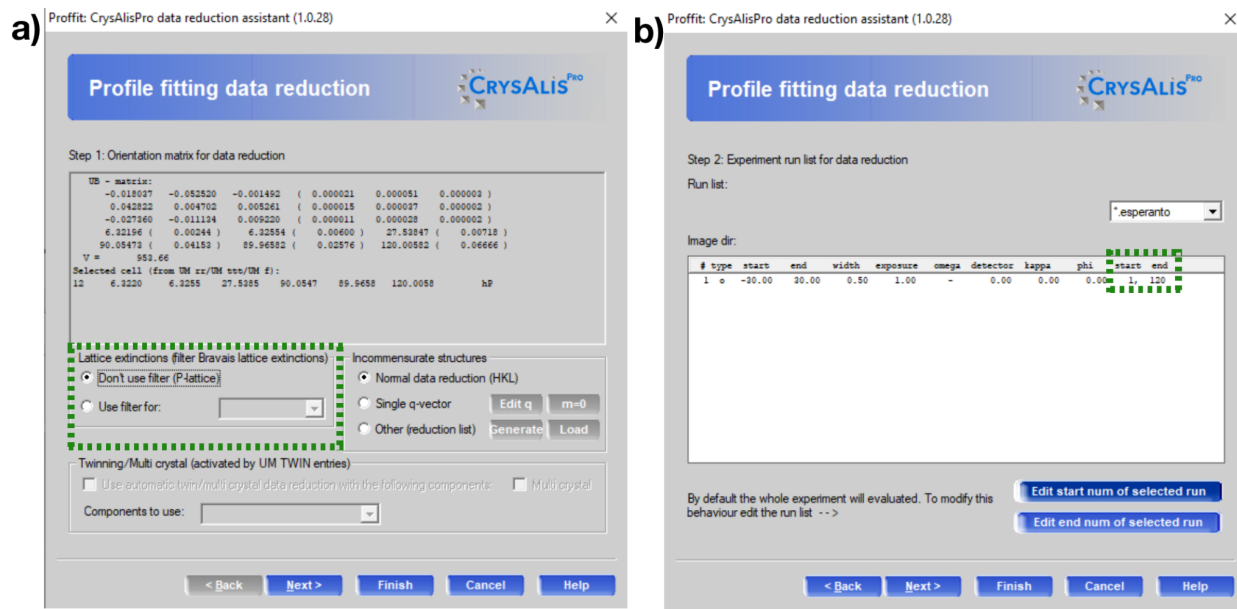 a)
Proffit: CrysAlisPro data reduction assistant (1.0.28)
Profile fitting data reduction
CRYSALIS PRO
Step 1: Orientation matrix for data reduction
UB - matrix:
-0.018037 -0.052520 -0.001492 ( 0.000021 0.000051 0.000003 )
0.042822 0.004702 0.005261 ( 0.000015 0.000037 0.000002 )
-0.027360 -0.011134 0.009220 ( 0.000011 0.000028 0.000002 )
6.32196 ( 0.00244 ) 6.32554 ( 0.00600 ) 27.53847 ( 0.00718 )
90.05473 ( 0.04153 ) 89.96582 ( 0.02576 ) 120.00582 ( 0.06666 )
V = 953.66
Selected cell (from UM rr/UM ttt/UM f):
12 6.3220 6.3255 27.5385 90.0547 89.9658 120.0058 hP
Lattice extinctions (filter Bravais lattice extinctions)
Don't use filter (P-lattice)
Use filter for:
Incommensurate structures
Normal data reduction (HKL)
Single q-vector Edit q m=0
Other (reduction list) Generate Load
Twinning/Multi crystal (activated by UM TWIN entries)
Use automatic twin/multi crystal data reduction with the following components: Multi crystal
Components to use:
< Back Next > Finish Cancel Help
b)
Proffit: CrysAlisPro data reduction assistant (1.0.28)
Profile fitting data reduction
CRYSALIS PRO
Step 2: Experiment run list for data reduction
Run list:
*.esperanto
Image dir:
# type start end width exposure omega detector kappa phi start end
1 o -30.00 30.00 0.50 1.00 - 0.00 0.00 0.00 1, 120
By default the whole experiment will evaluated. To modify this
behaviour edit the run list -->
Edit start num of selected run
Edit end num of selected run
< Back Next > Finish Cancel Help